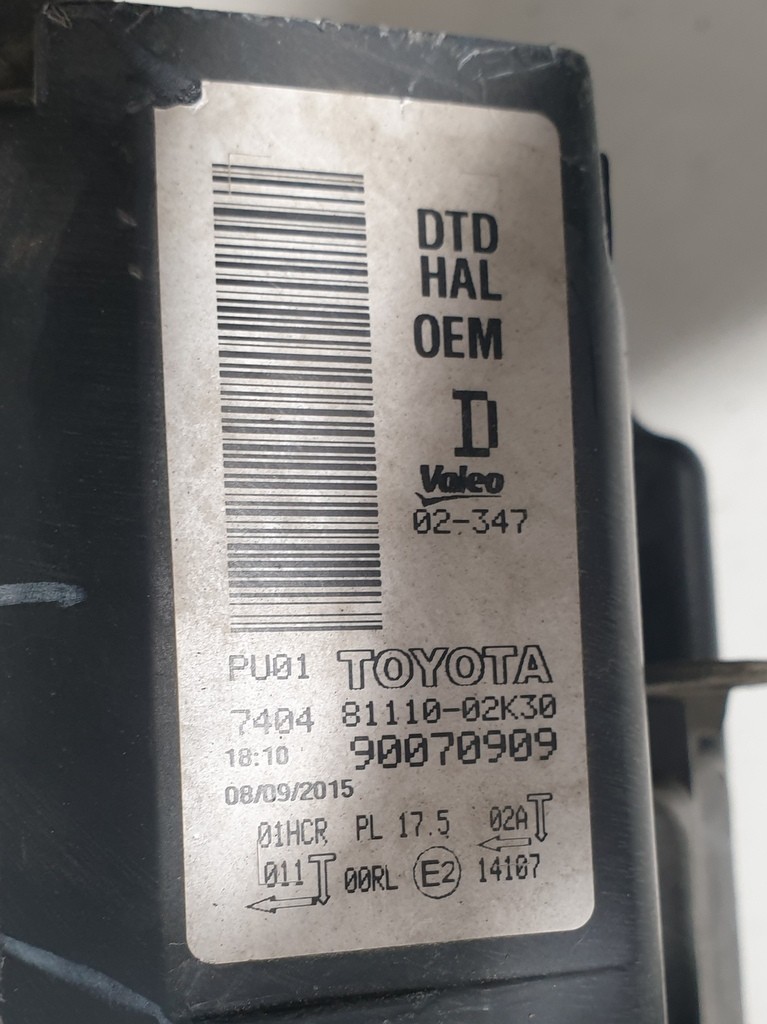 DTD
HAL
OEM
D
Valeo
02-347
PU01 TOYOTA
7404 81110-02K30
18:10 90070909
08/09/2015
01HCR PL 17.5 02A
011 00RL E2 14107